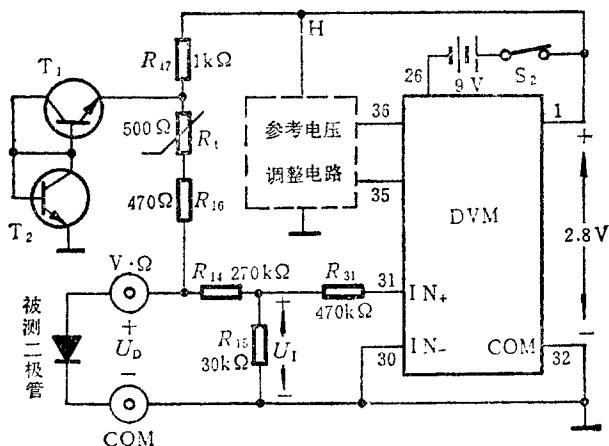 H
T₁
R₁₇
1kΩ
26
9 V
S₂
500Ω
R_t
36
参考电压
1
+
调整电路
35
DVM
2.8V
470Ω
R₁₆
T₂
V·Ω
R₁₄
270kΩ
R₃₁
31
IN₊
470kΩ
被测二极管
+
U_D
−
R₁₅
30kΩ
+
U_I
−
30
IN₋
COM
32
−
COM